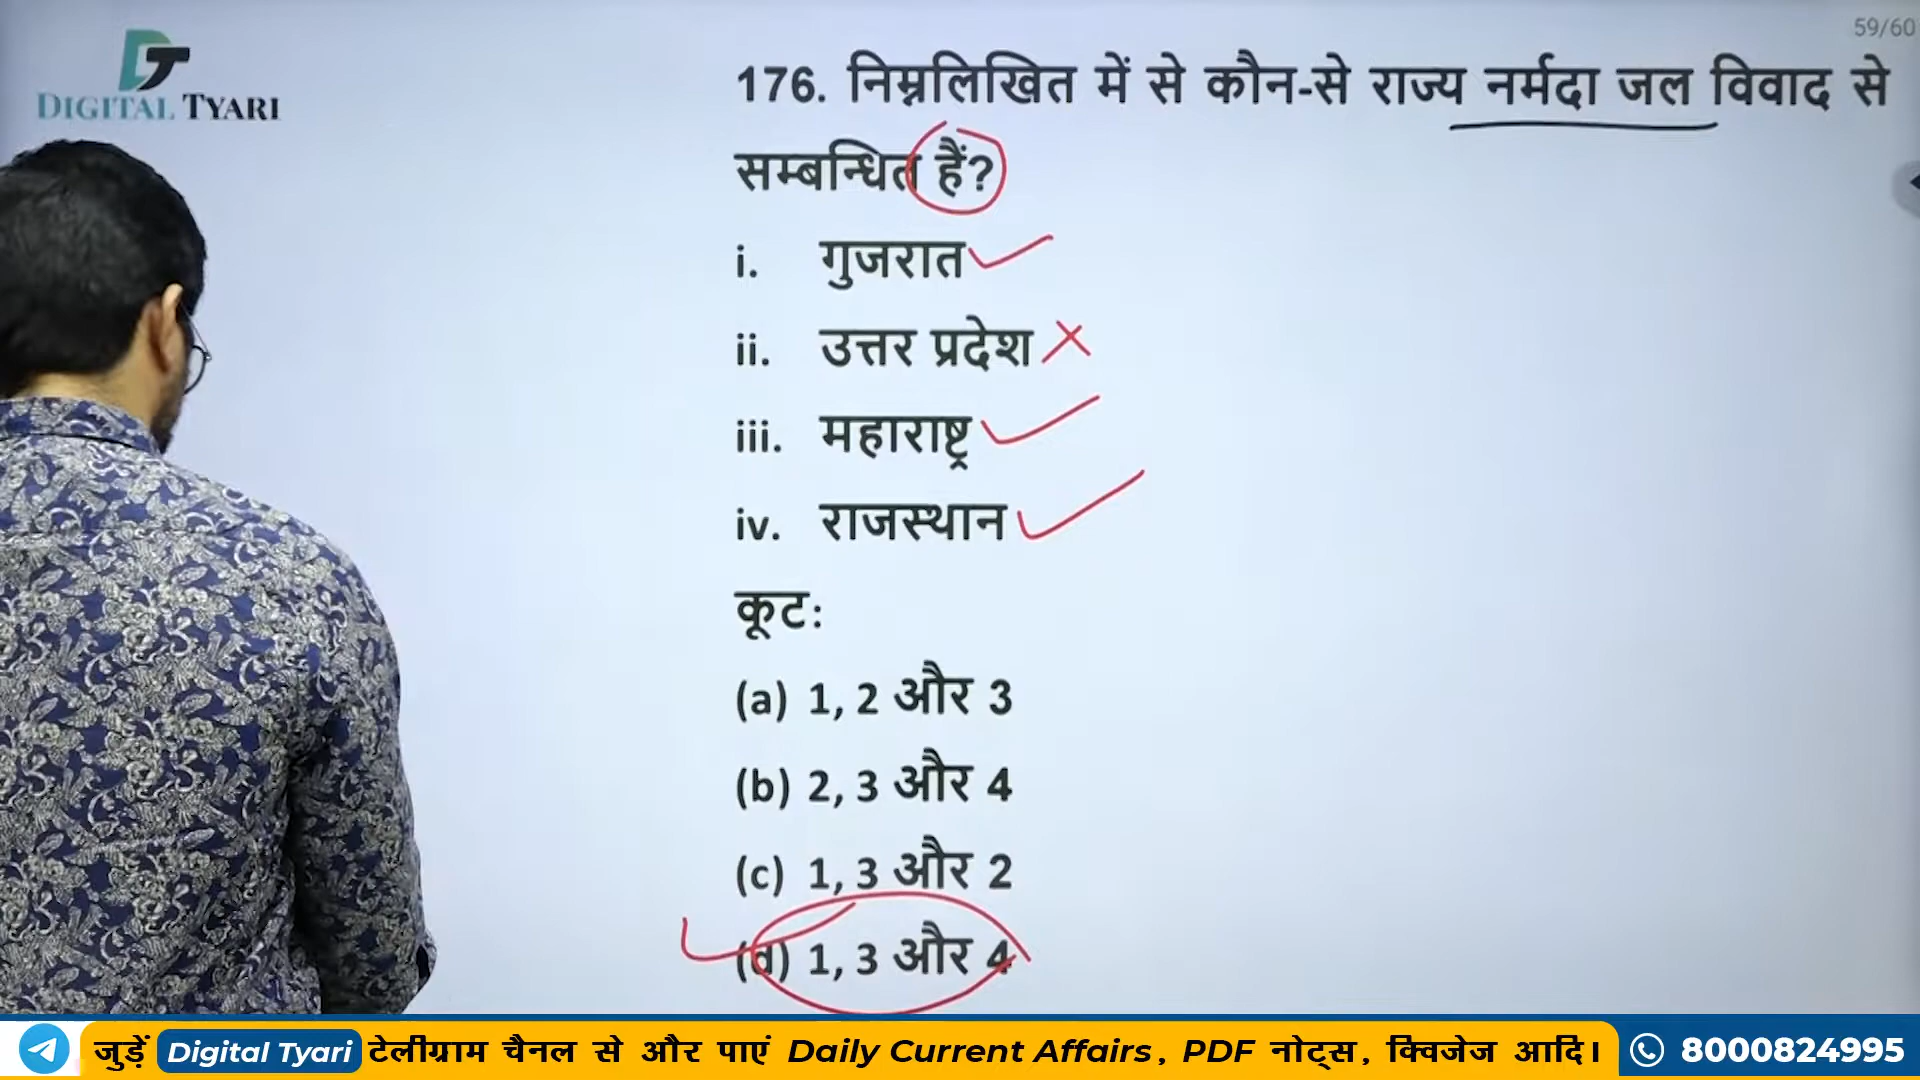 59/60
DIGITAL TYARI
176. निम्नलिखित में से कौन-से राज्य नर्मदा जल विवाद से
सम्बन्धित हैं?
i. गुजरात
ii. उत्तर प्रदेश
iii. महाराष्ट्र
iv. राजस्थान
कूटः
(a) 1, 2 और 3
(b) 2, 3 और 4
(c) 1, 3 और 2
(d) 1, 3 और 4
जुड़ें Digital Tyari टेलीग्राम चैनल से और पाएं Daily Current Affairs, PDF नोट्स, क्विजेज आदि। 8000824995